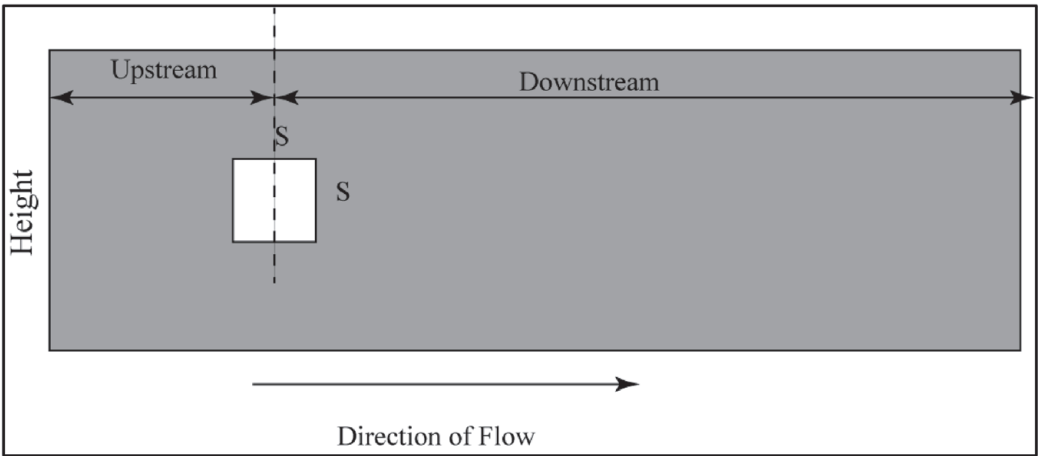 Upstream
Downstream
S
S
Height
Direction of Flow